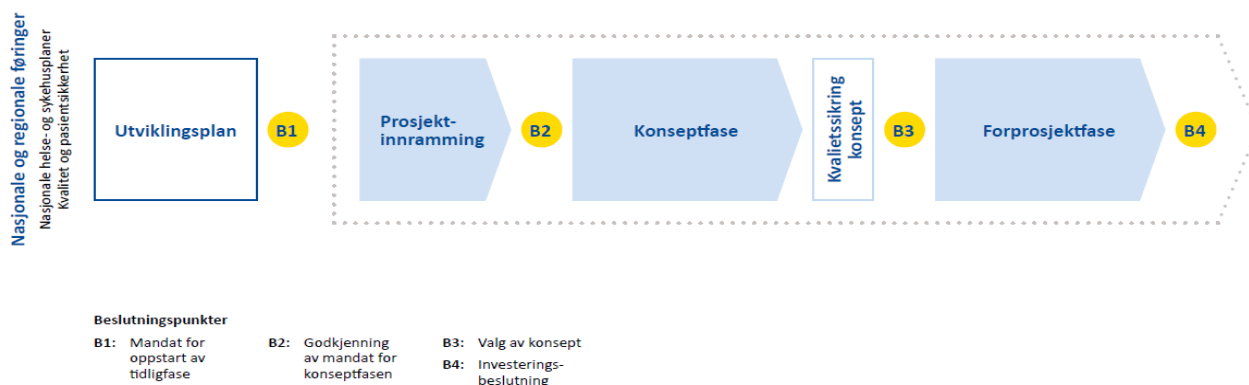 Nasjonale og regionale føringer
Nasjonale helse- og sykehusplaner
Kvalitet og pasientsikkerhet
Utviklingsplan
B1
Prosjekt-
innramming
B2
Konseptfase
Kvalietssikring
konsept
B3
Forprosjektfase
B4
Beslutningspunkter
B1: Mandat for
oppstart av
tidligfase
B2: Godkjenning
av mandat for
konseptfasen
B3: Valg av konsept
B4: Investerings-
beslutning